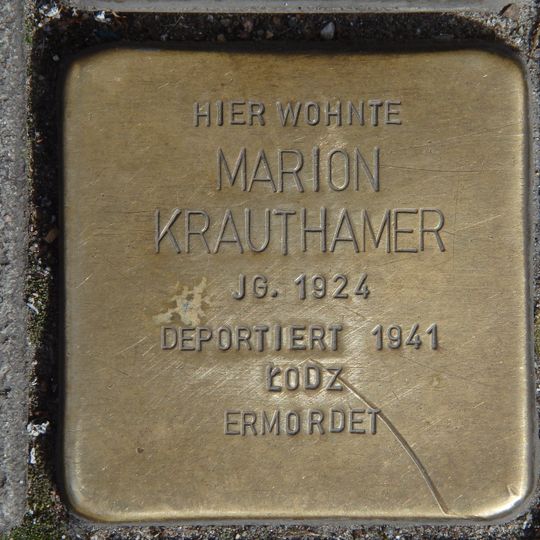 HIER WOHNTE
MARION
KRAUTHAMER
JG. 1924
DEPORTIERT 1941
ŁODZ
ERMORDET